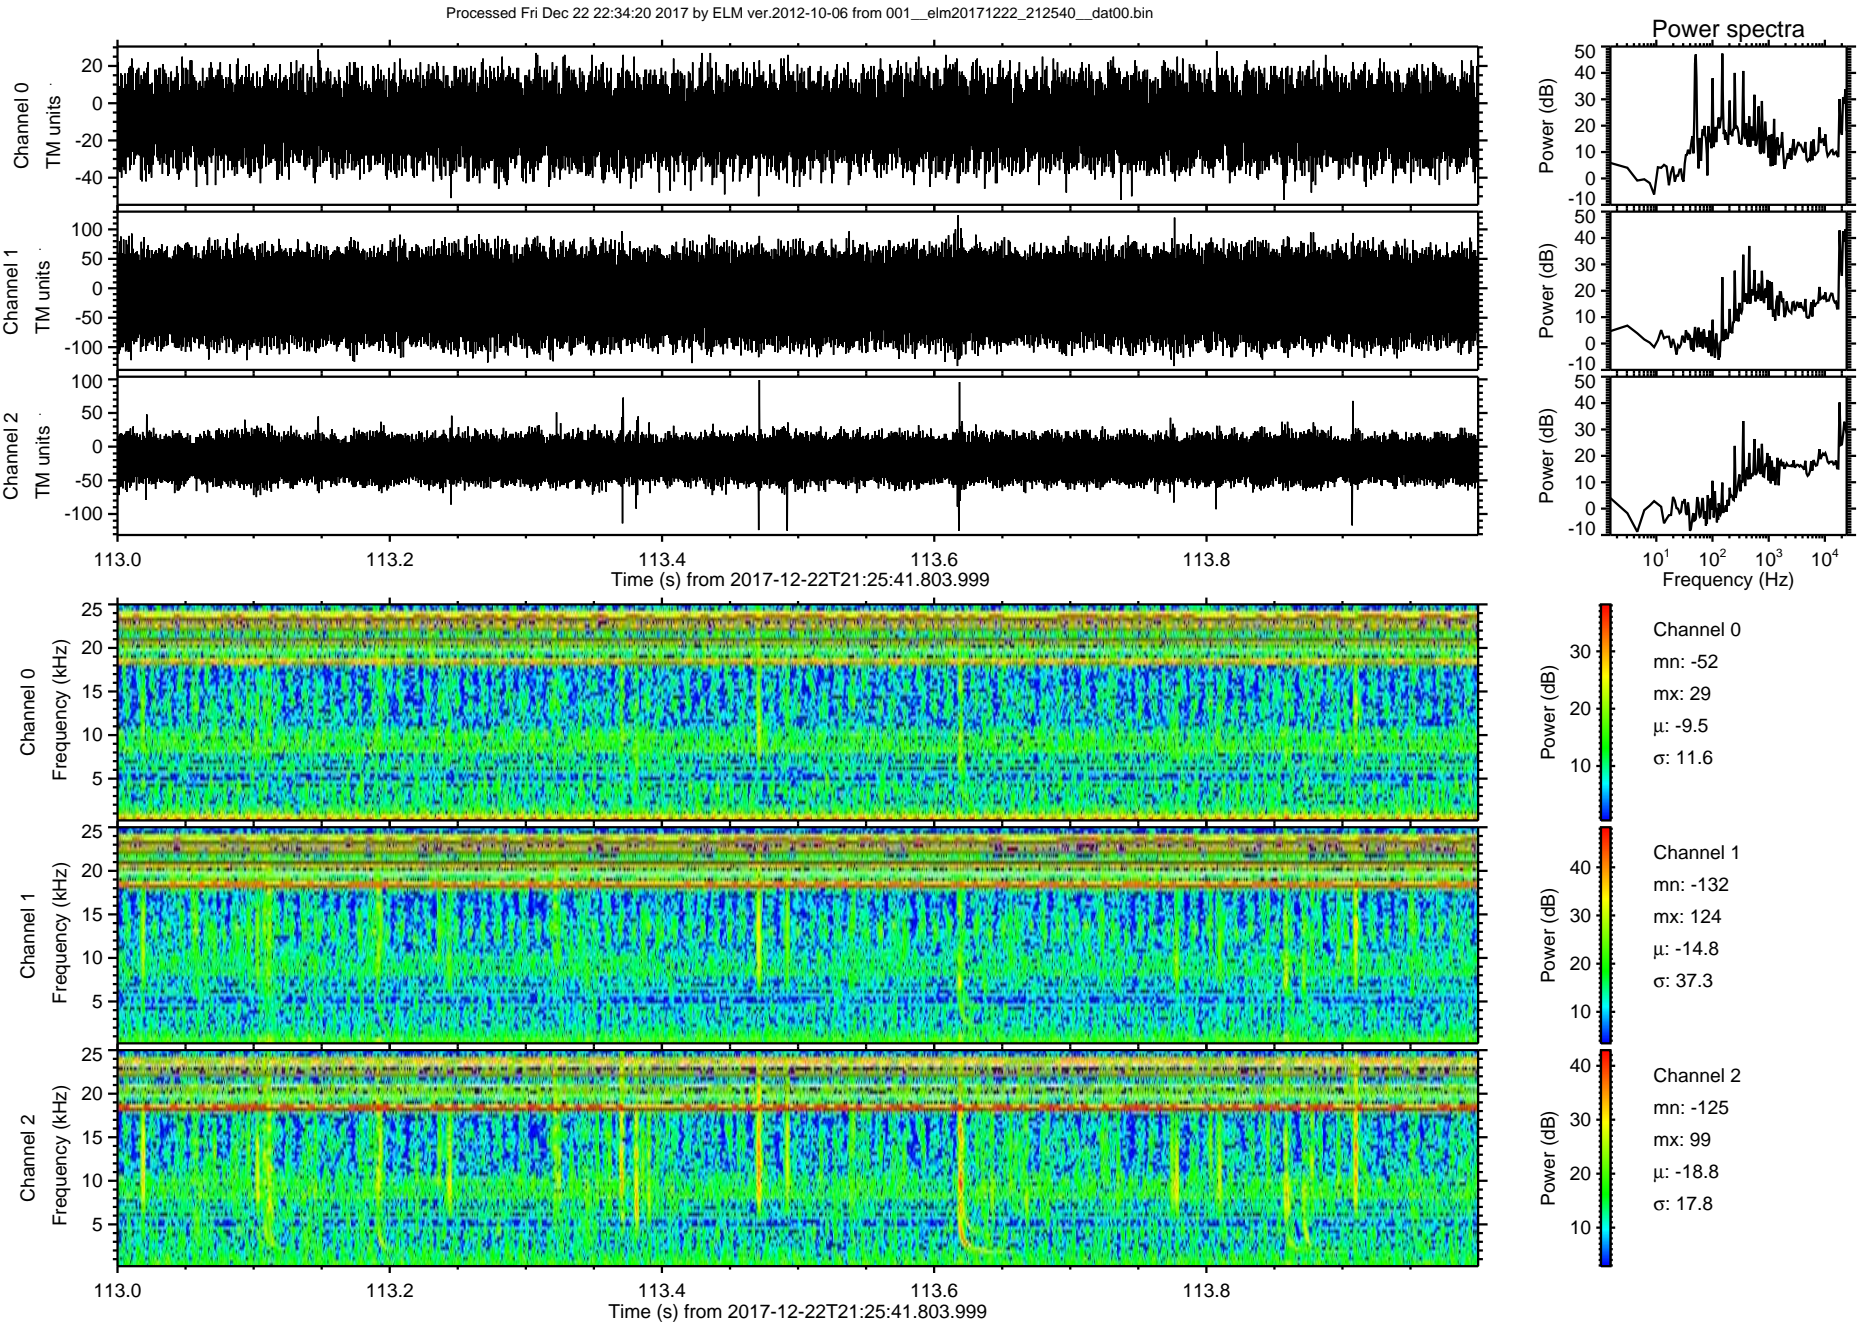 Processed Fri Dec 22 22:34:20 2017 by ELM ver.2012-10-06 from 001__elm20171222_212540__dat00.bin
Power spectra
Channel 0
TM units
20
0
-20
-40
Power (dB)
50
40
30
20
10
0
-10
Channel 1
TM units
100
50
0
-50
-100
Power (dB)
50
40
30
20
10
0
-10
Channel 2
TM units
100
50
0
-50
-100
Power (dB)
50
40
30
20
10
0
-10
113.0 113.2 113.4 113.6 113.8
Time (s) from 2017-12-22T21:25:41.803.999
10^1 10^2 10^3 10^4
Frequency (Hz)
Channel 0
Frequency (kHz)
25
20
15
10
5
Power (dB)
30
20
10
Channel 0
mn: -52
mx: 29
μ: -9.5
σ: 11.6
Channel 1
Frequency (kHz)
25
20
15
10
5
Power (dB)
40
30
20
10
Channel 1
mn: -132
mx: 124
μ: -14.8
σ: 37.3
Channel 2
Frequency (kHz)
25
20
15
10
5
Power (dB)
40
30
20
10
Channel 2
mn: -125
mx: 99
μ: -18.8
σ: 17.8
113.0 113.2 113.4 113.6 113.8
Time (s) from 2017-12-22T21:25:41.803.999